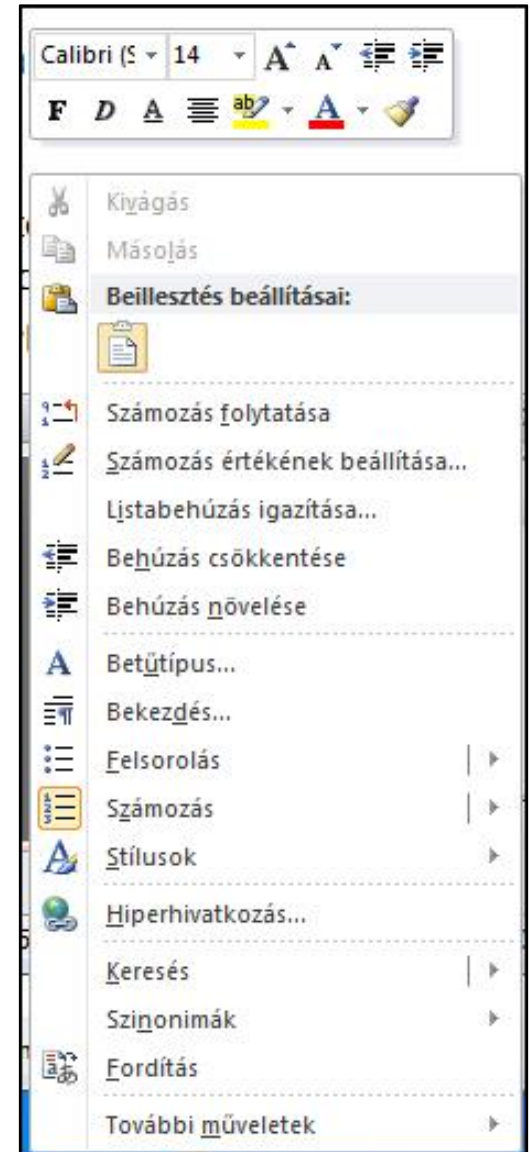 Calibri (S 14 A A
F D A ab A
Kivágás
Másolás
Beillesztés beállításai:
Számozás folytatása
Számozás értékének beállítása...
Listabehúzás igazítása...
Behúzás csökkentése
Behúzás növelése
Betűtípus...
Bekezdés...
Felsorolás
Számozás
Stílusok
Hiperhivatkozás...
Keresés
Szinonimák
Fordítás
További műveletek